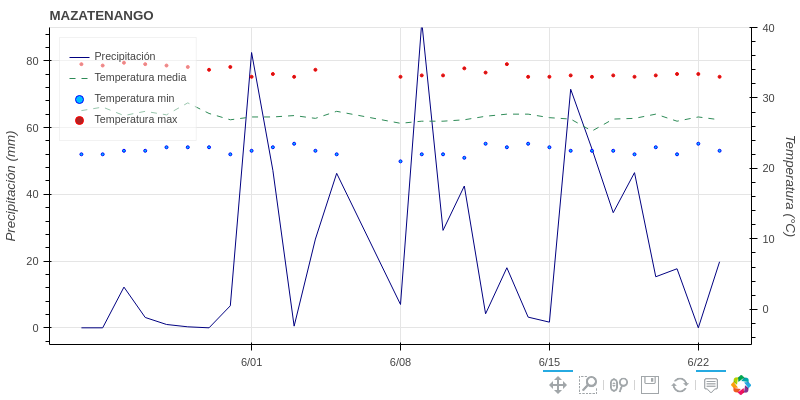 MAZATENANGO
Precipitación
Temperatura media
Temperatura min
Temperatura max
80
60
40
20
0
40
30
20
10
0
Precipitación (mm)
Temperatura (°C)
6/01
6/08
6/15
6/22